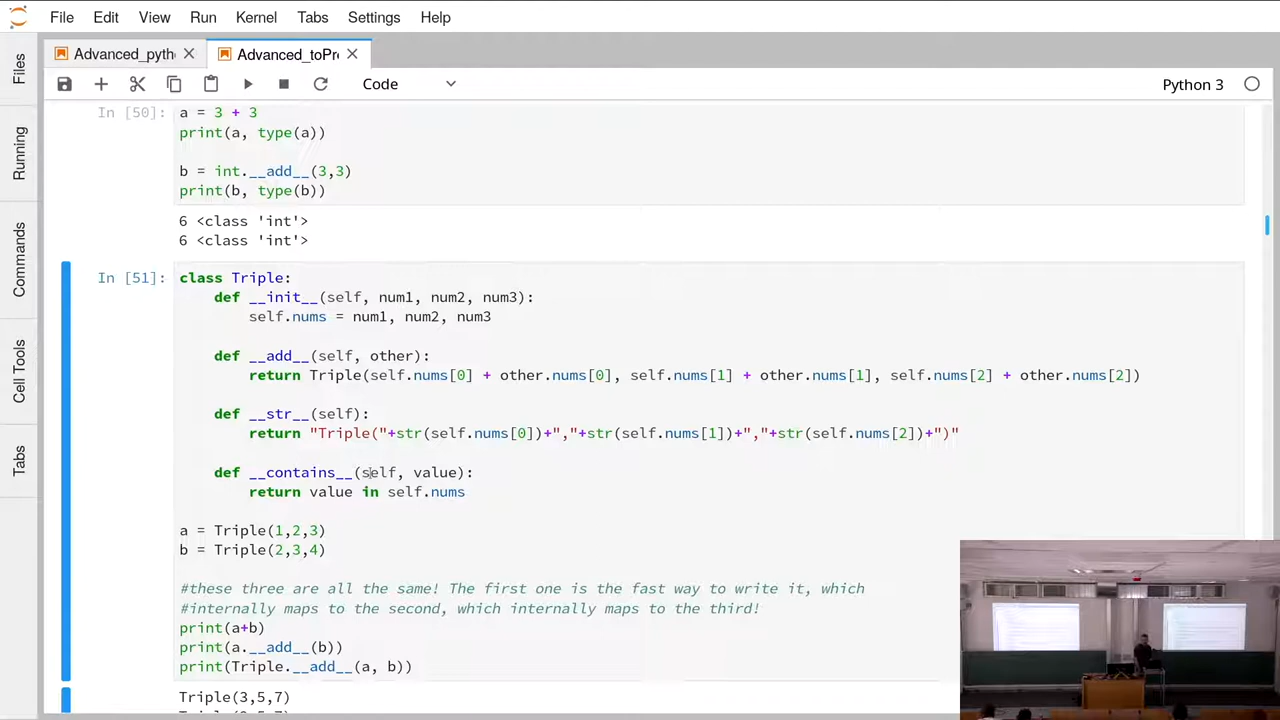 File Edit View Run Kernel Tabs Settings Help
Advanced_pyth
Advanced_toPr
Code
Python 3
Files
Running
Commands
Cell Tools
Tabs
In [50]:
a = 3 + 3
print(a, type(a))
b = int.__add__(3,3)
print(b, type(b))
6 <class 'int'>
6 <class 'int'>
In [51]:
class Triple:
    def __init__(self, num1, num2, num3):
        self.nums = num1, num2, num3
    def __add__(self, other):
        return Triple(self.nums[0] + other.nums[0], self.nums[1] + other.nums[1], self.nums[2] + other.nums[2])
    def __str__(self):
        return "Triple("+str(self.nums[0])+","+str(self.nums[1])+","+str(self.nums[2])+")"
    def __contains__(self, value):
        return value in self.nums
a = Triple(1,2,3)
b = Triple(2,3,4)
#these three are all the same! The first one is the fast way to write it, which
#internally maps to the second, which internally maps to the third!
print(a+b)
print(a.__add__(b))
print(Triple.__add__(a, b))
Triple(3,5,7)